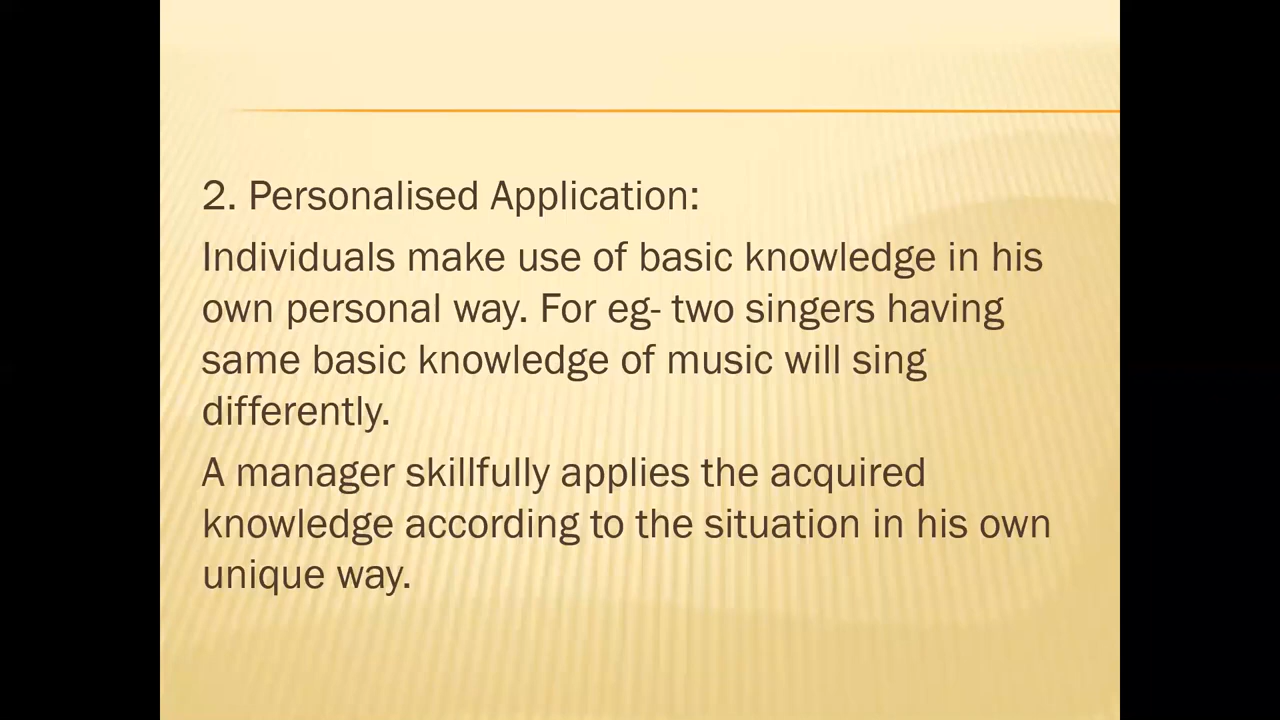 2. Personalised Application:
Individuals make use of basic knowledge in his
own personal way. For eg- two singers having
same basic knowledge of music will sing
differently.
A manager skillfully applies the acquired
knowledge according to the situation in his own
unique way.